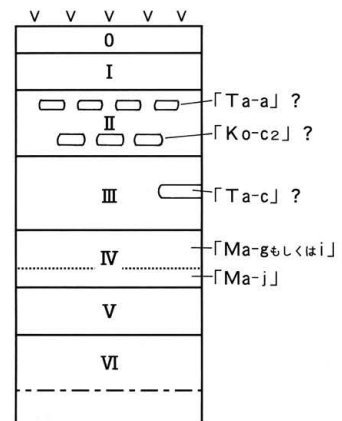 0
I
「Ta-a」?
II
「Ko-c2」?
III
「Ta-c」?
「Ma-gもしくはi」
IV
「Ma-j」
V
VI